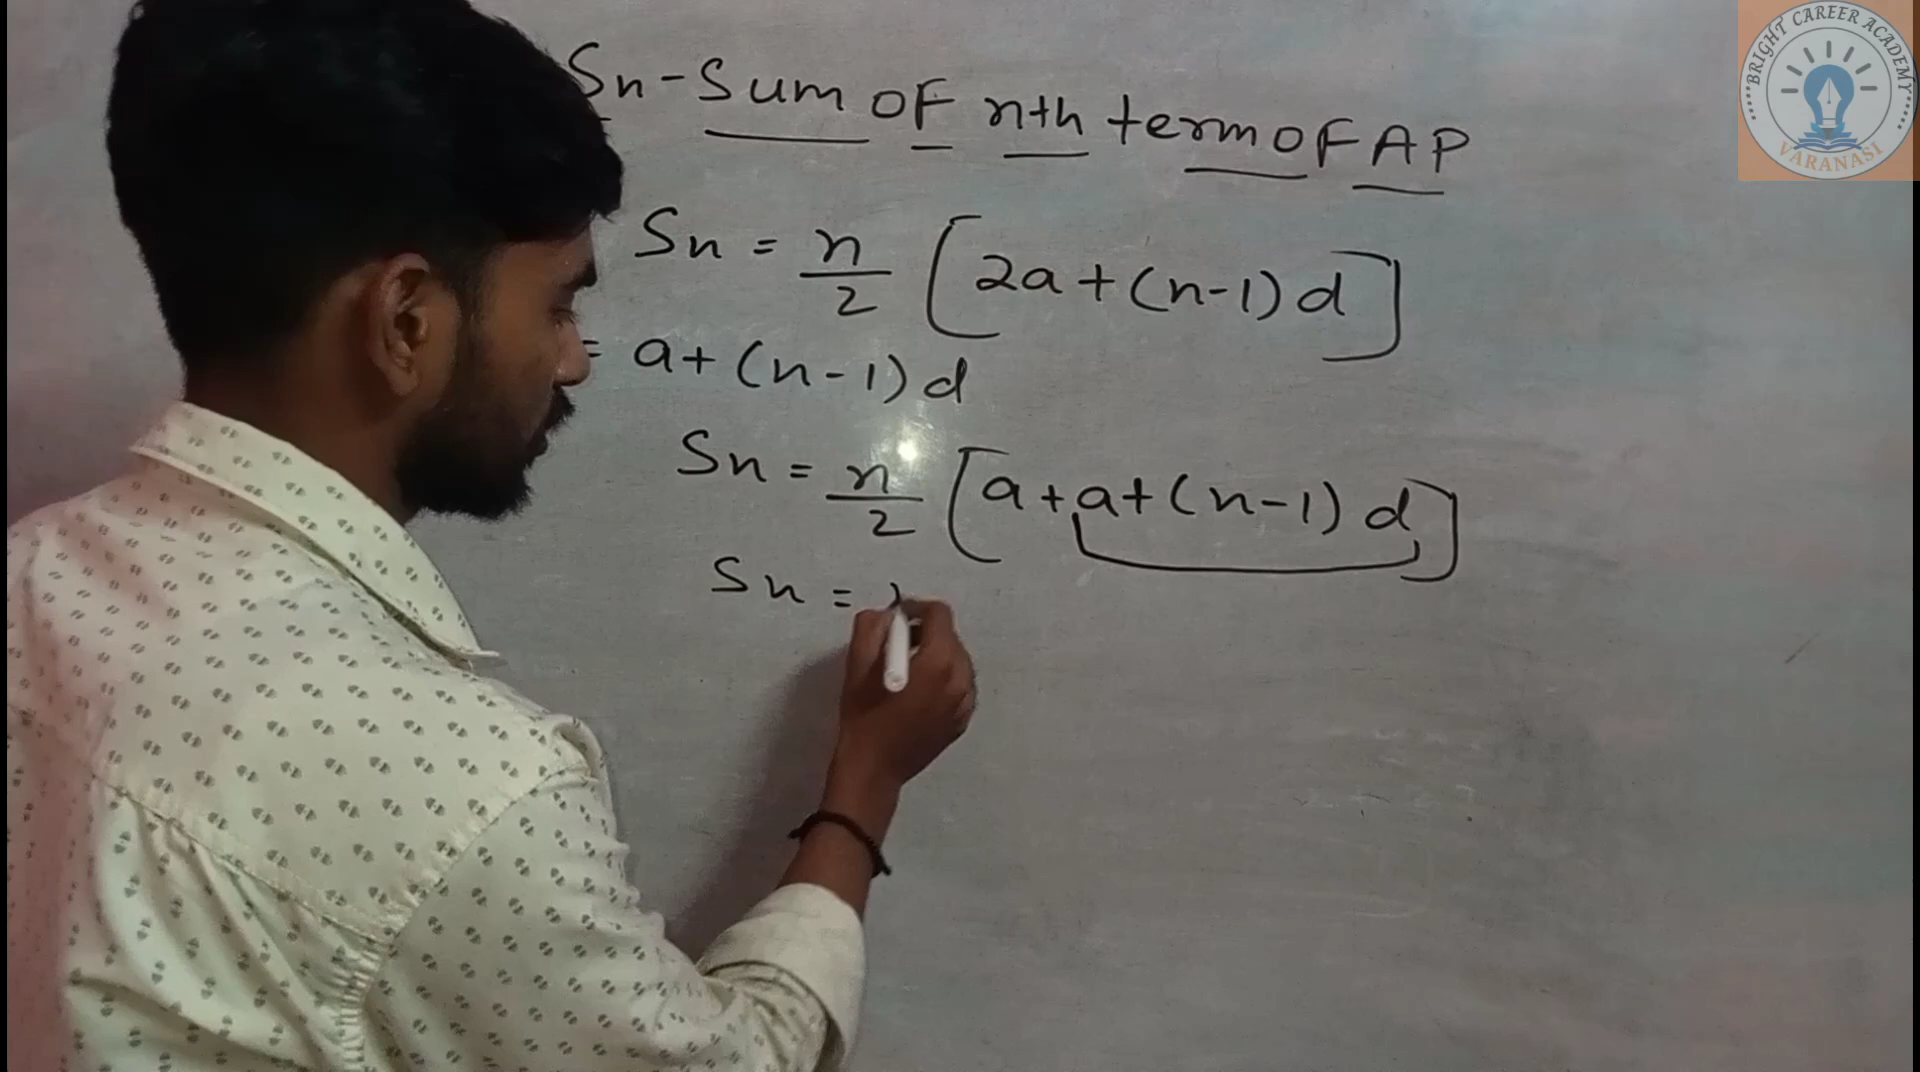 Sn - Sum OF nth term OF AP
Sn = n/2 [2a + (n-1) d]
= a + (n-1) d
Sn = n/2 [a + a + (n-1) d]
Sn =
BRIGHT CAREER ACADEMY
VARANASI